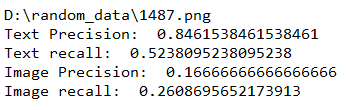 D:\random_data\1487.png
Text Precision:  0.8461538461538461
Text recall:  0.5238095238095238
Image Precision:  0.16666666666666666
Image recall:  0.2608695652173913